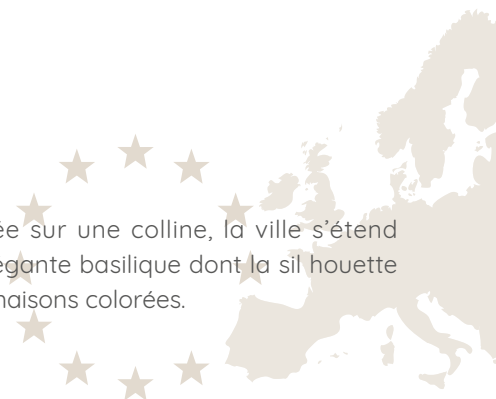 ée sur une colline, la ville s’étend
égante basilique dont la sil houette
maisons colorées.